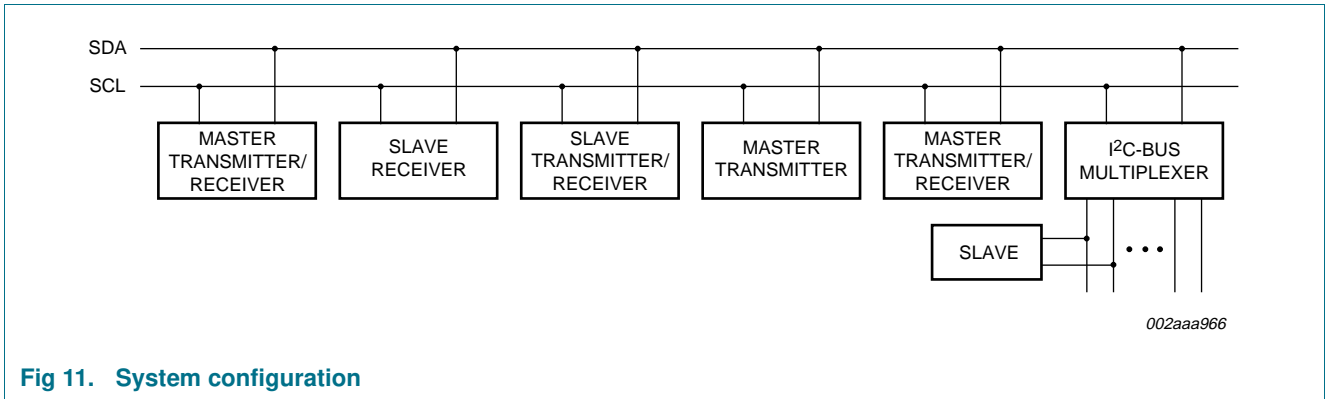 SDA
SCL
MASTER
TRANSMITTER/
RECEIVER
SLAVE
RECEIVER
SLAVE
TRANSMITTER/
RECEIVER
MASTER
TRANSMITTER
MASTER
TRANSMITTER/
RECEIVER
I²C-BUS
MULTIPLEXER
SLAVE
002aaa966
Fig 11. System configuration